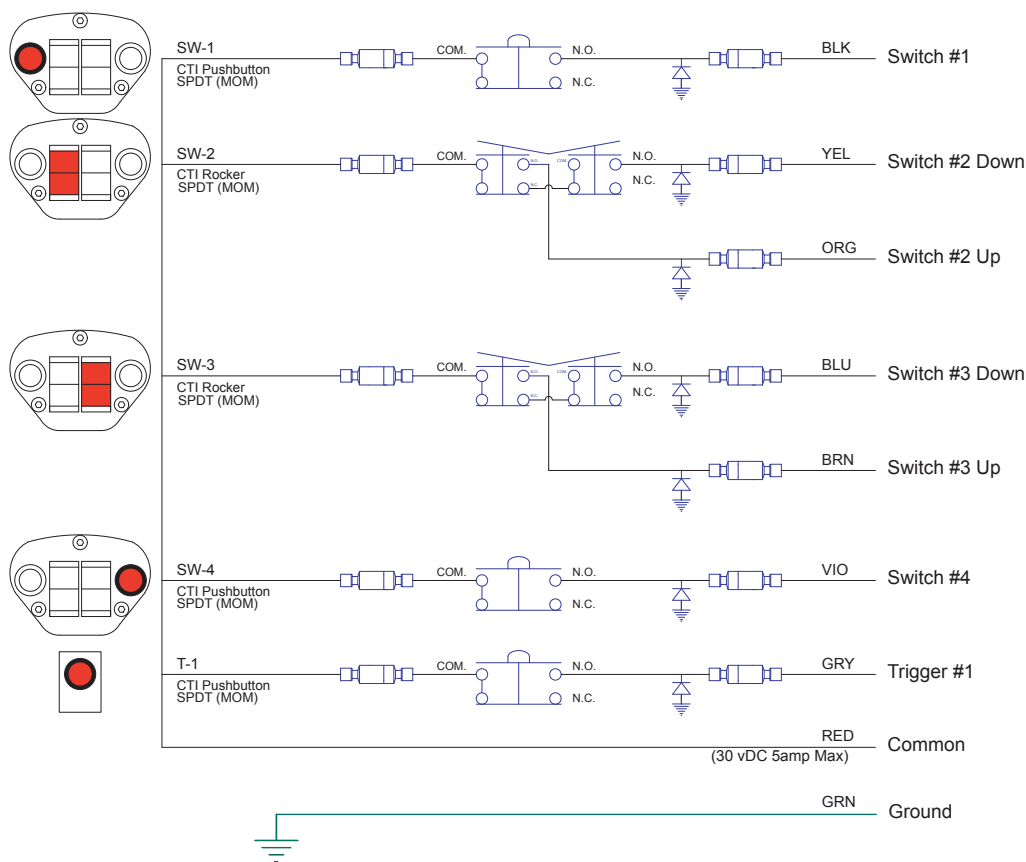 SW-1
CTI Pushbutton
SPDT (MOM)
COM.
N.O.
N.C.
BLK
Switch #1
SW-2
CTI Rocker
SPDT (MOM)
COM.
N.O.
N.C.
COM.
N.O.
N.C.
YEL
Switch #2 Down
ORG
Switch #2 Up
SW-3
CTI Rocker
SPDT (MOM)
COM.
N.O.
N.C.
COM.
N.O.
N.C.
BLU
Switch #3 Down
BRN
Switch #3 Up
SW-4
CTI Pushbutton
SPDT (MOM)
COM.
N.O.
N.C.
VIO
Switch #4
T-1
CTI Pushbutton
SPDT (MOM)
COM.
N.O.
N.C.
GRY
Trigger #1
RED
(30 vDC 5amp Max)
Common
GRN
Ground